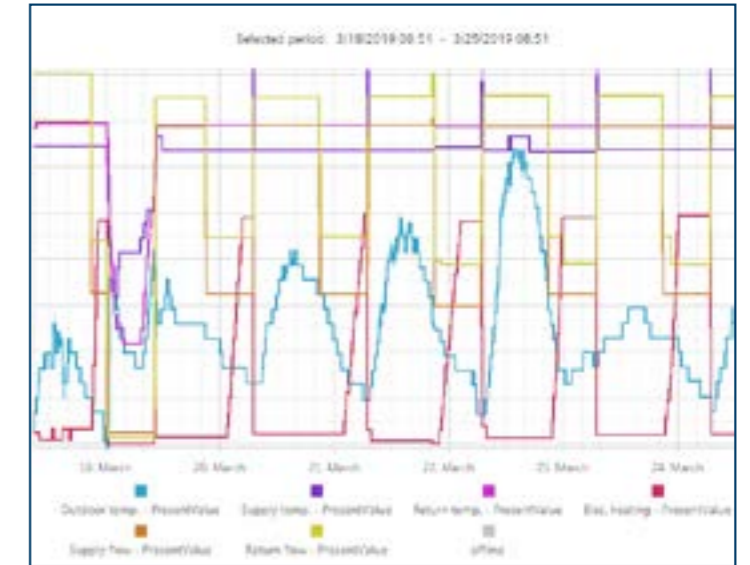 Selected period: 3/18/2019 08:51 - 3/25/2019 08:51
19. March 20. March 21. March 22. March 23. March 24. March
Outdoor temp. - PresentValue Supply temp. - PresentValue Return temp. - PresentValue Elec. heating - PresentValue
Supply flow - PresentValue Return flow - PresentValue offline